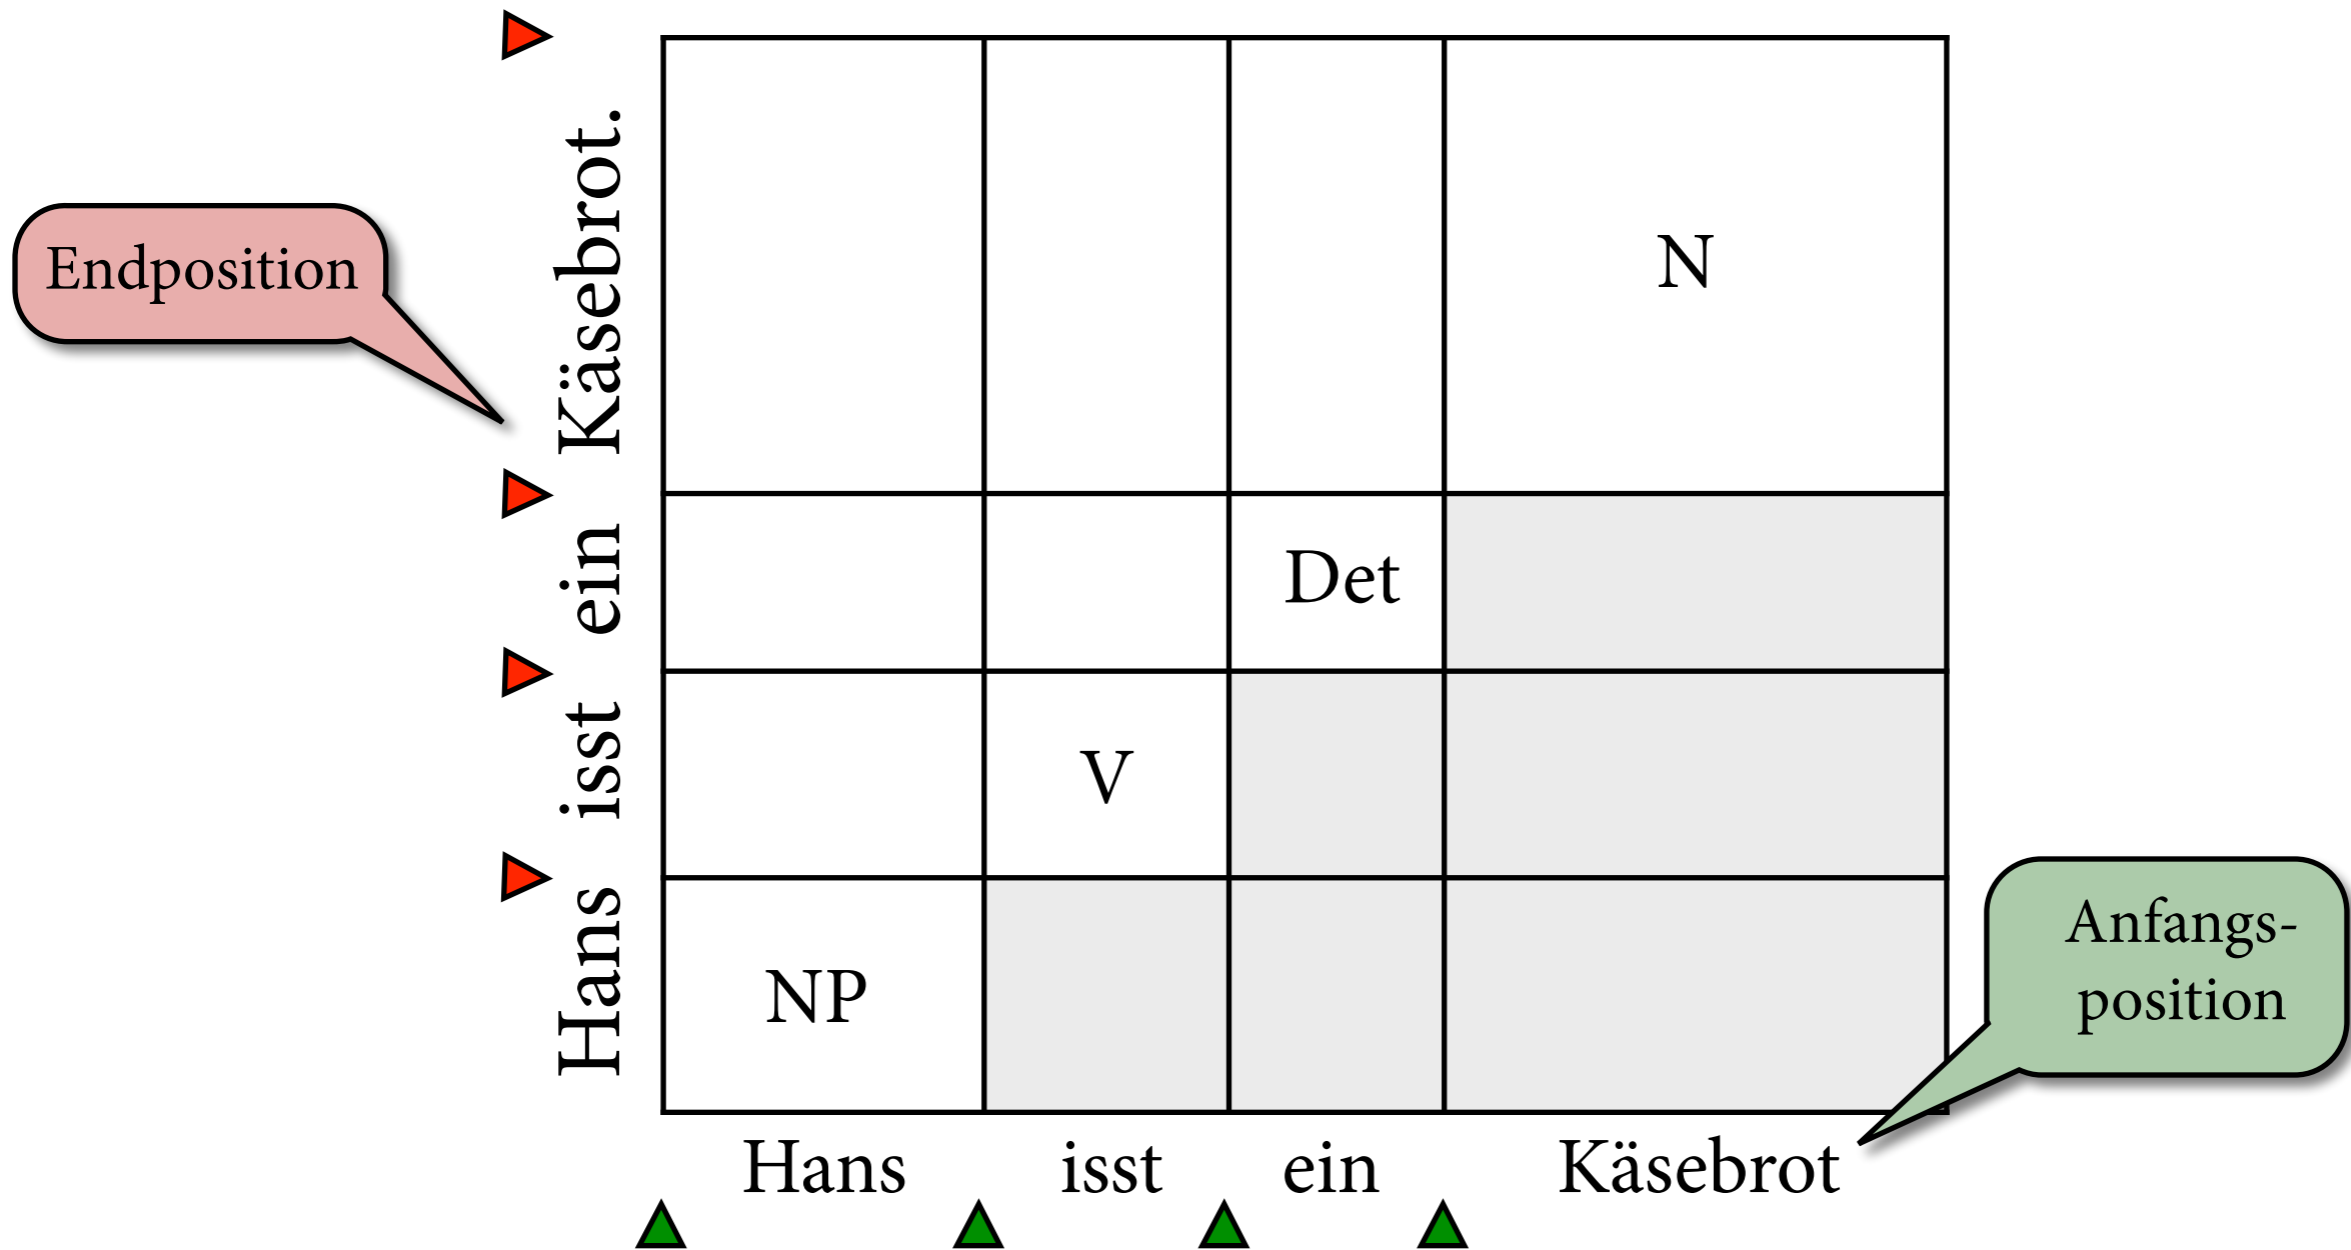 Endposition
Käsebrot.
ein
isst
Hans
N
Det
V
NP
Anfangs-
position
Hans isst ein Käsebrot